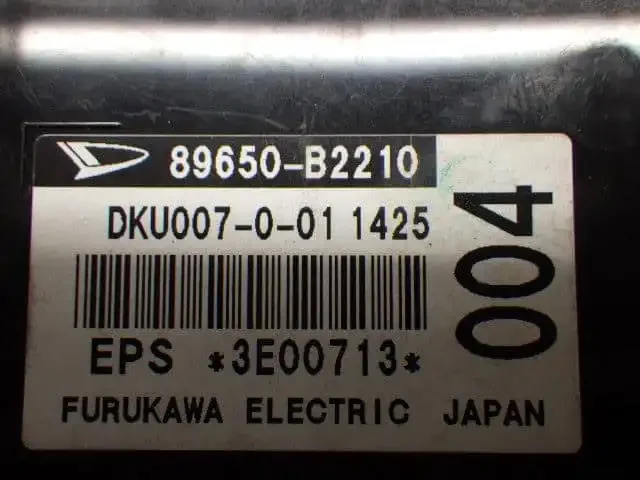 89650-B2210
DKU007-0-01 1425
004
EPS *3E00713*
FURUKAWA ELECTRIC JAPAN